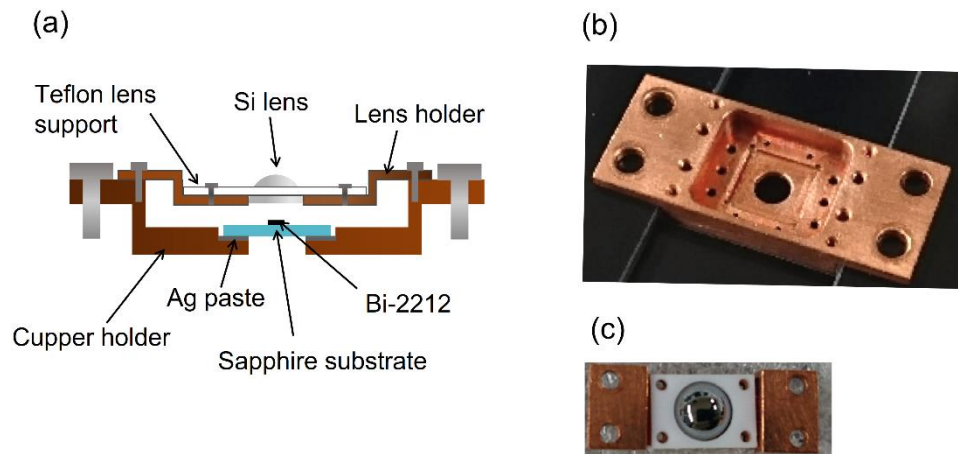 (a)
Teflon lens
support
Si lens
Lens holder
Ag paste
Bi-2212
Cupper holder
Sapphire substrate
(b)
(c)